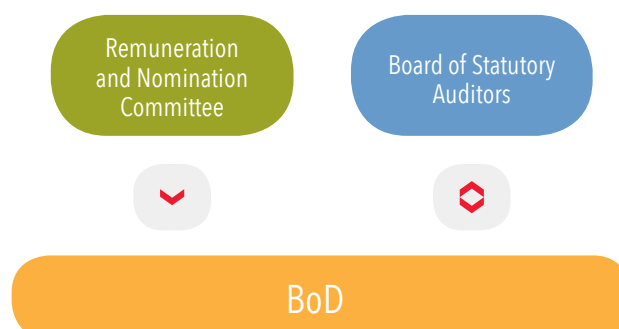 Remuneration
and Nomination
Committee
Board of Statutory
Auditors
BoD